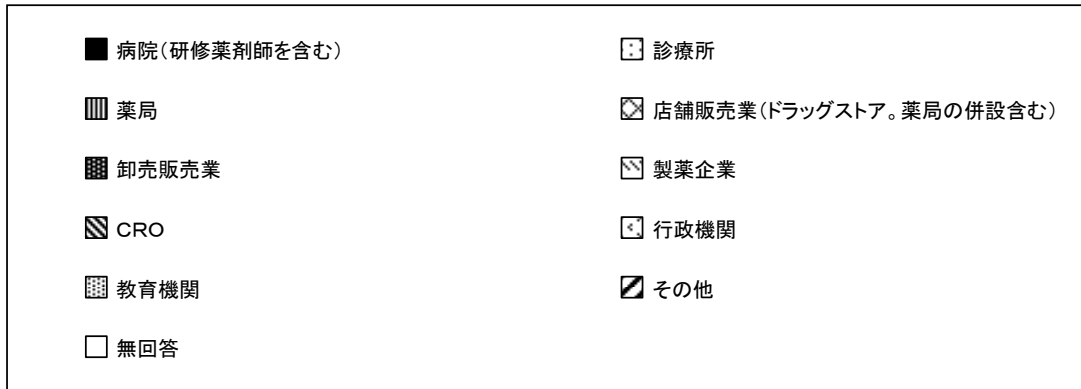 病院（研修薬剤師を含む）
診療所
薬局
店舗販売業（ドラッグストア。薬局の併設含む）
卸売販売業
製薬企業
CRO
行政機関
教育機関
その他
無回答